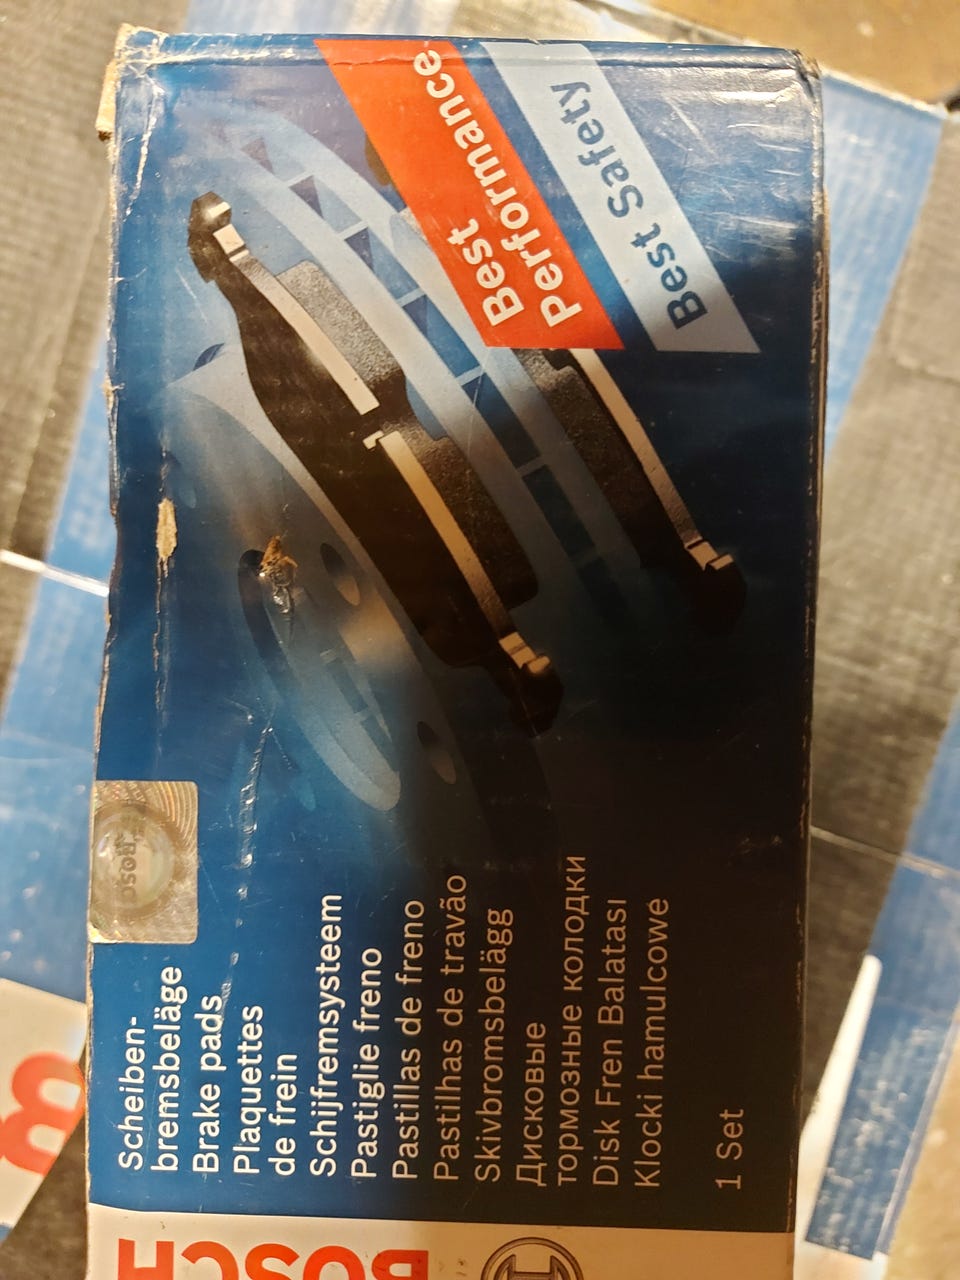 Best
Performance
Best Safety
Scheiben-
bremsbeläge
Brake pads
Plaquettes
de frein
Schijfremsysteem
Pastiglie freno
Pastillas de freno
Pastilhas de travão
Skivbromsbelägg
Дисковые
тормозные колодки
Disk Fren Balatası
Klocki hamulcowe
1 Set
BOSCH